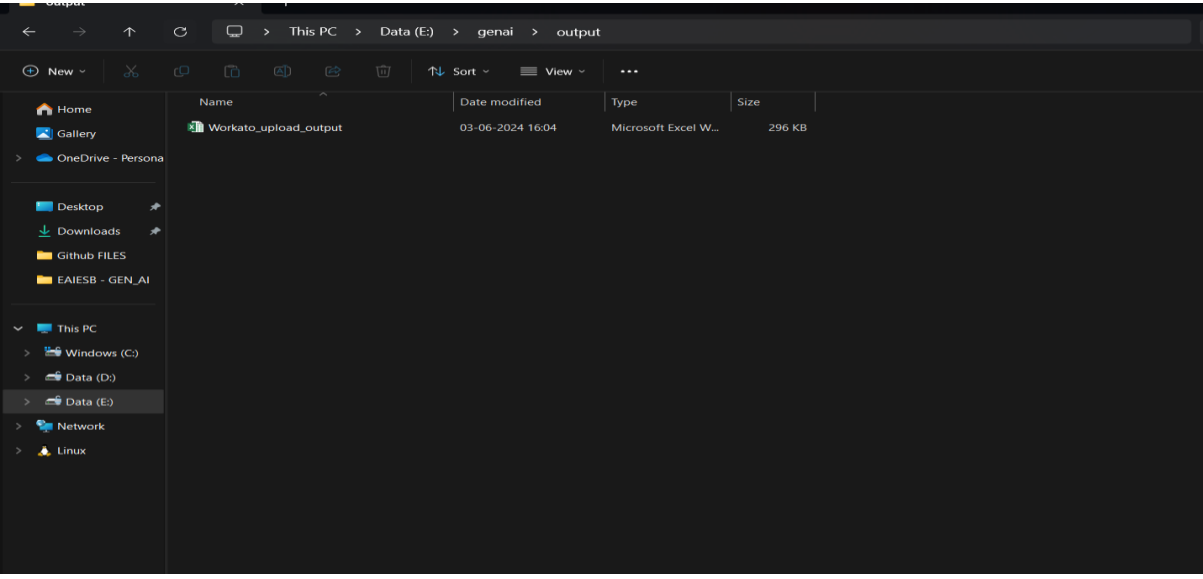 Output
This PC > Data (E:) > genai > output
New Sort View ...
Name Date modified Type Size
Workato_upload_output 03-06-2024 16:04 Microsoft Excel W... 296 KB
Home
Gallery
OneDrive - Persona
Desktop
Downloads
Github FILES
EAIESB - GEN_AI
This PC
Windows (C:)
Data (D:)
Data (E:)
Network
Linux